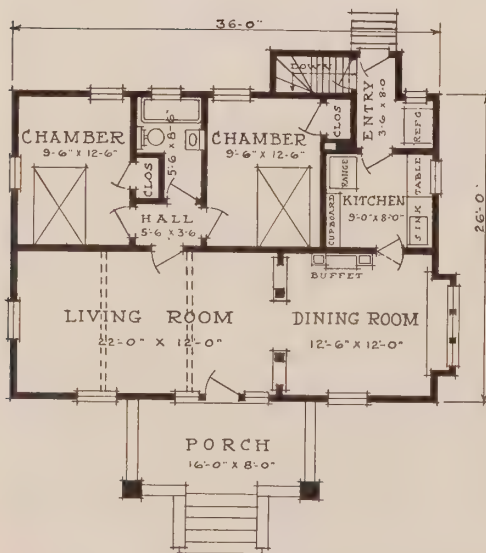 36'-0"
DOWN
ENTRY
3'-6 x 8'-0
CLOS
REFG
CHAMBER
9'-6" x 12'-6"
5'-6 x 8'-6"
CLOS
CHAMBER
9'-6" x 12'-6"
RANGE
TABLE
KITCHEN
9'-0" x 8'-0"
CUPBOARD
SINK
HALL
5'-6 x 3'-6
26'-0"
BUFFET
LIVING ROOM
22'-0" x 12'-0"
DINING ROOM
12'-6" x 12'-0"
PORCH
16'-0" x 8'-0"